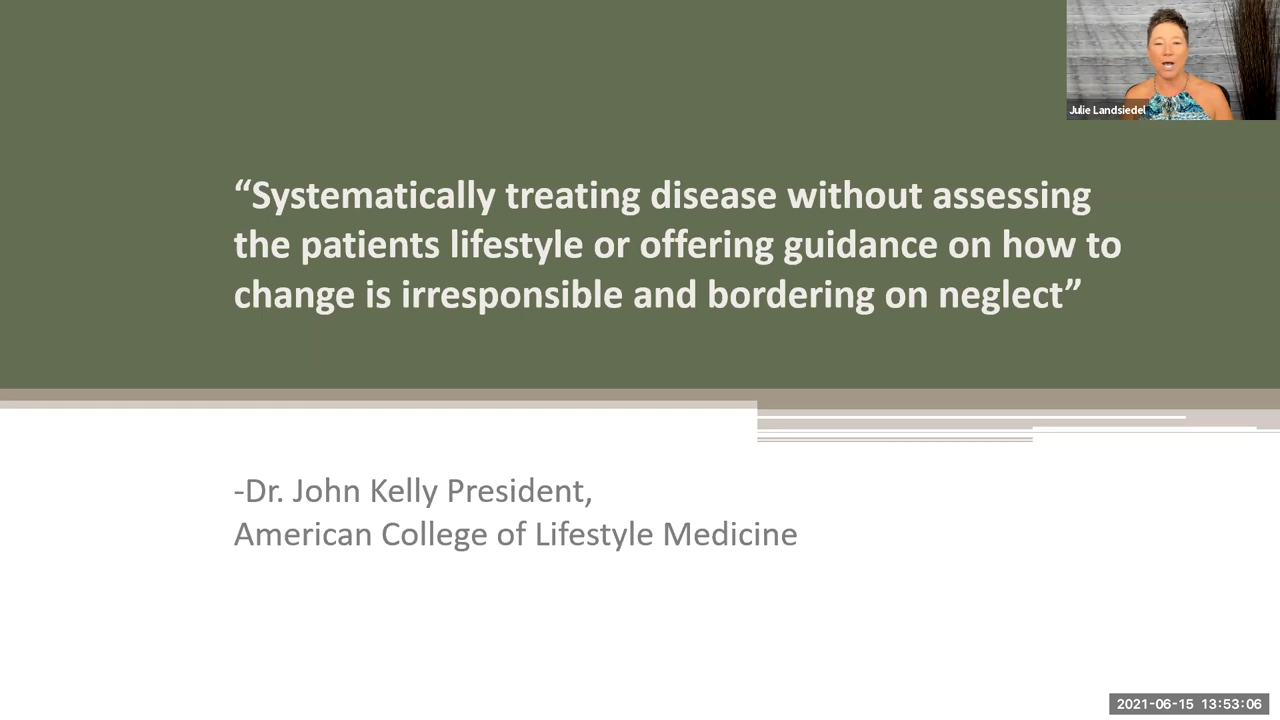 Julie Landsiedel
“Systematically treating disease without assessing
the patients lifestyle or offering guidance on how to
change is irresponsible and bordering on neglect”
-Dr. John Kelly President,
American College of Lifestyle Medicine
2021-06-15 13:53:06